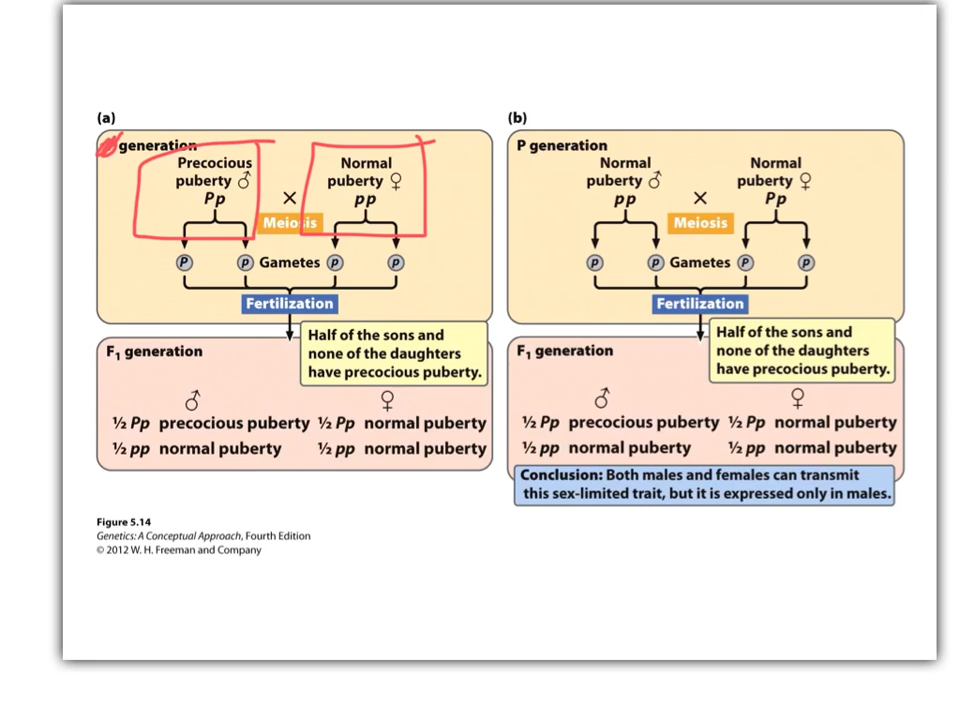 (a)
generation
Precocious
puberty ♂
Pp
×
Normal
puberty ♀
pp
Meiosis
P
p
Gametes
p
p
Fertilization
Half of the sons and
none of the daughters
have precocious puberty.
F₁ generation
♂
♀
½ Pp precocious puberty
½ Pp normal puberty
½ pp normal puberty
½ pp normal puberty
(b)
P generation
Normal
puberty ♂
pp
×
Normal
puberty ♀
Pp
Meiosis
p
p
Gametes
P
p
Fertilization
Half of the sons and
none of the daughters
have precocious puberty.
F₁ generation
♂
♀
½ Pp precocious puberty
½ Pp normal puberty
½ pp normal puberty
½ pp normal puberty
Conclusion: Both males and females can transmit
this sex-limited trait, but it is expressed only in males.
Figure 5.14
Genetics: A Conceptual Approach, Fourth Edition
© 2012 W. H. Freeman and Company